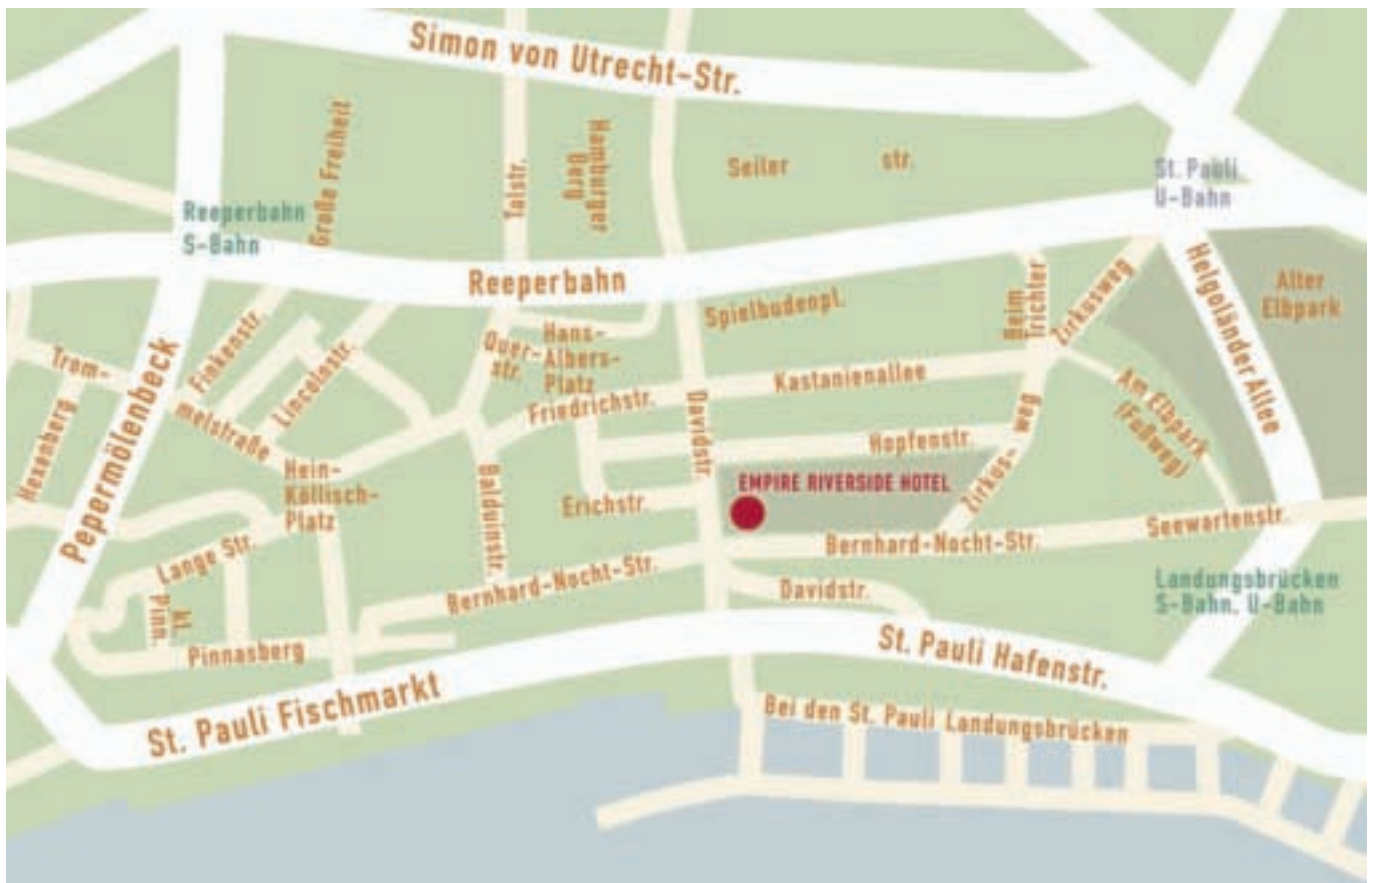 Simon von Utrecht-Str.
Große Freiheit
Talstr.
Hamburger
Berg
Seiler
str.
St. Pauli
U-Bahn
Reeperbahn
S-Bahn
Reeperbahn
Helgoländer Allee
Alter
Elbpark
Spielbudenpl.
Beim
Trichter
Zirkusweg
Finkenstr.
Lincolnstr.
Hans-
Albers-
Platz
Quer-
str.
Trom-
melstraße
Pepermölenbeck
Hexenberg
Kastanienallee
Friedrichstr.
Davidstr.
Am Elbpark
(Fußweg)
Hopfenstr.
Zirkus-
weg
Hein-
Köllisch-
Platz
Balduinstr.
EMPIRE RIVERSIDE HOTEL
Erichstr.
Seewartenstr.
Bernhard-Nocht-Str.
Lange Str.
Bernhard-Nocht-Str.
Davidstr.
Landungsbrücken
S-Bahn, U-Bahn
kl.
Pinn.
Pinnasberg
St. Pauli Hafenstr.
St. Pauli Fischmarkt
Bei den St. Pauli Landungsbrücken